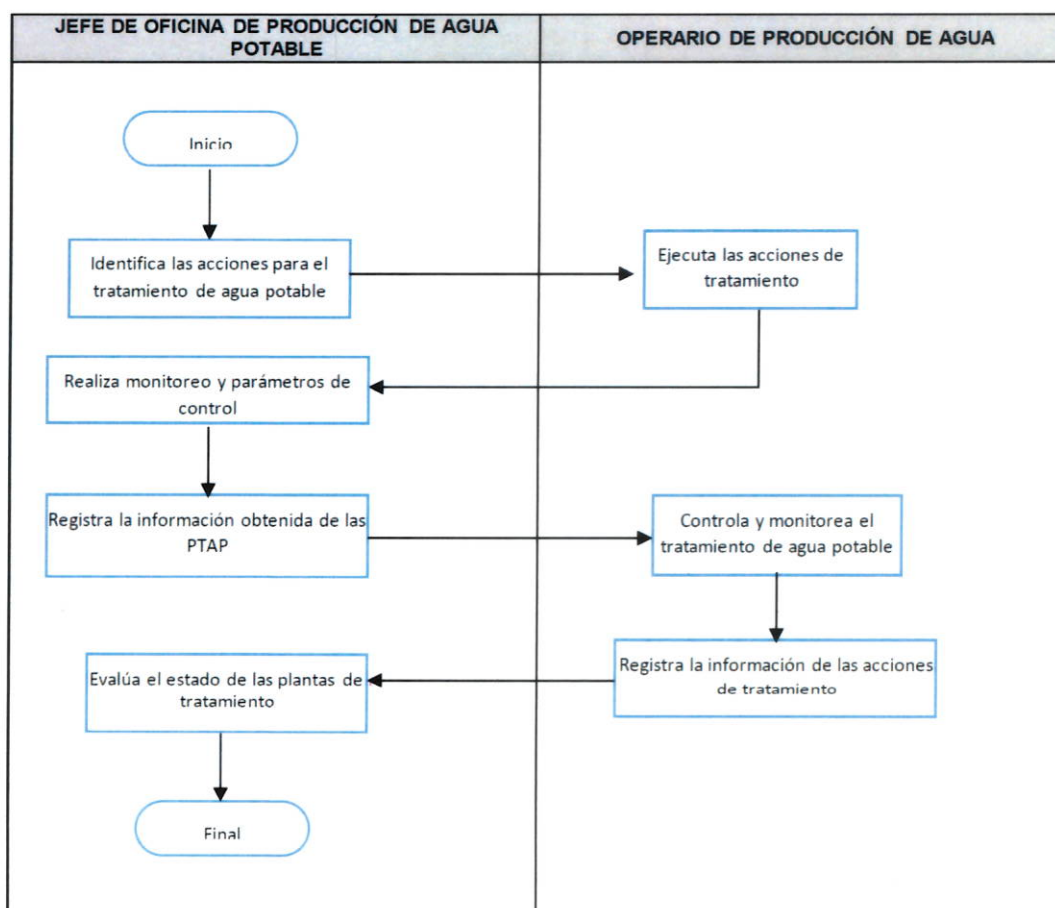 JEFE DE OFICINA DE PRODUCCIÓN DE AGUA
POTABLE
OPERARIO DE PRODUCCIÓN DE AGUA
Inicio
Identifica las acciones para el
tratamiento de agua potable
Ejecuta las acciones de
tratamiento
Realiza monitoreo y parámetros de
control
Registra la información obtenida de las
PTAP
Controla y monitorea el
tratamiento de agua potable
Registra la información de las acciones
de tratamiento
Evalúa el estado de las plantas de
tratamiento
Final